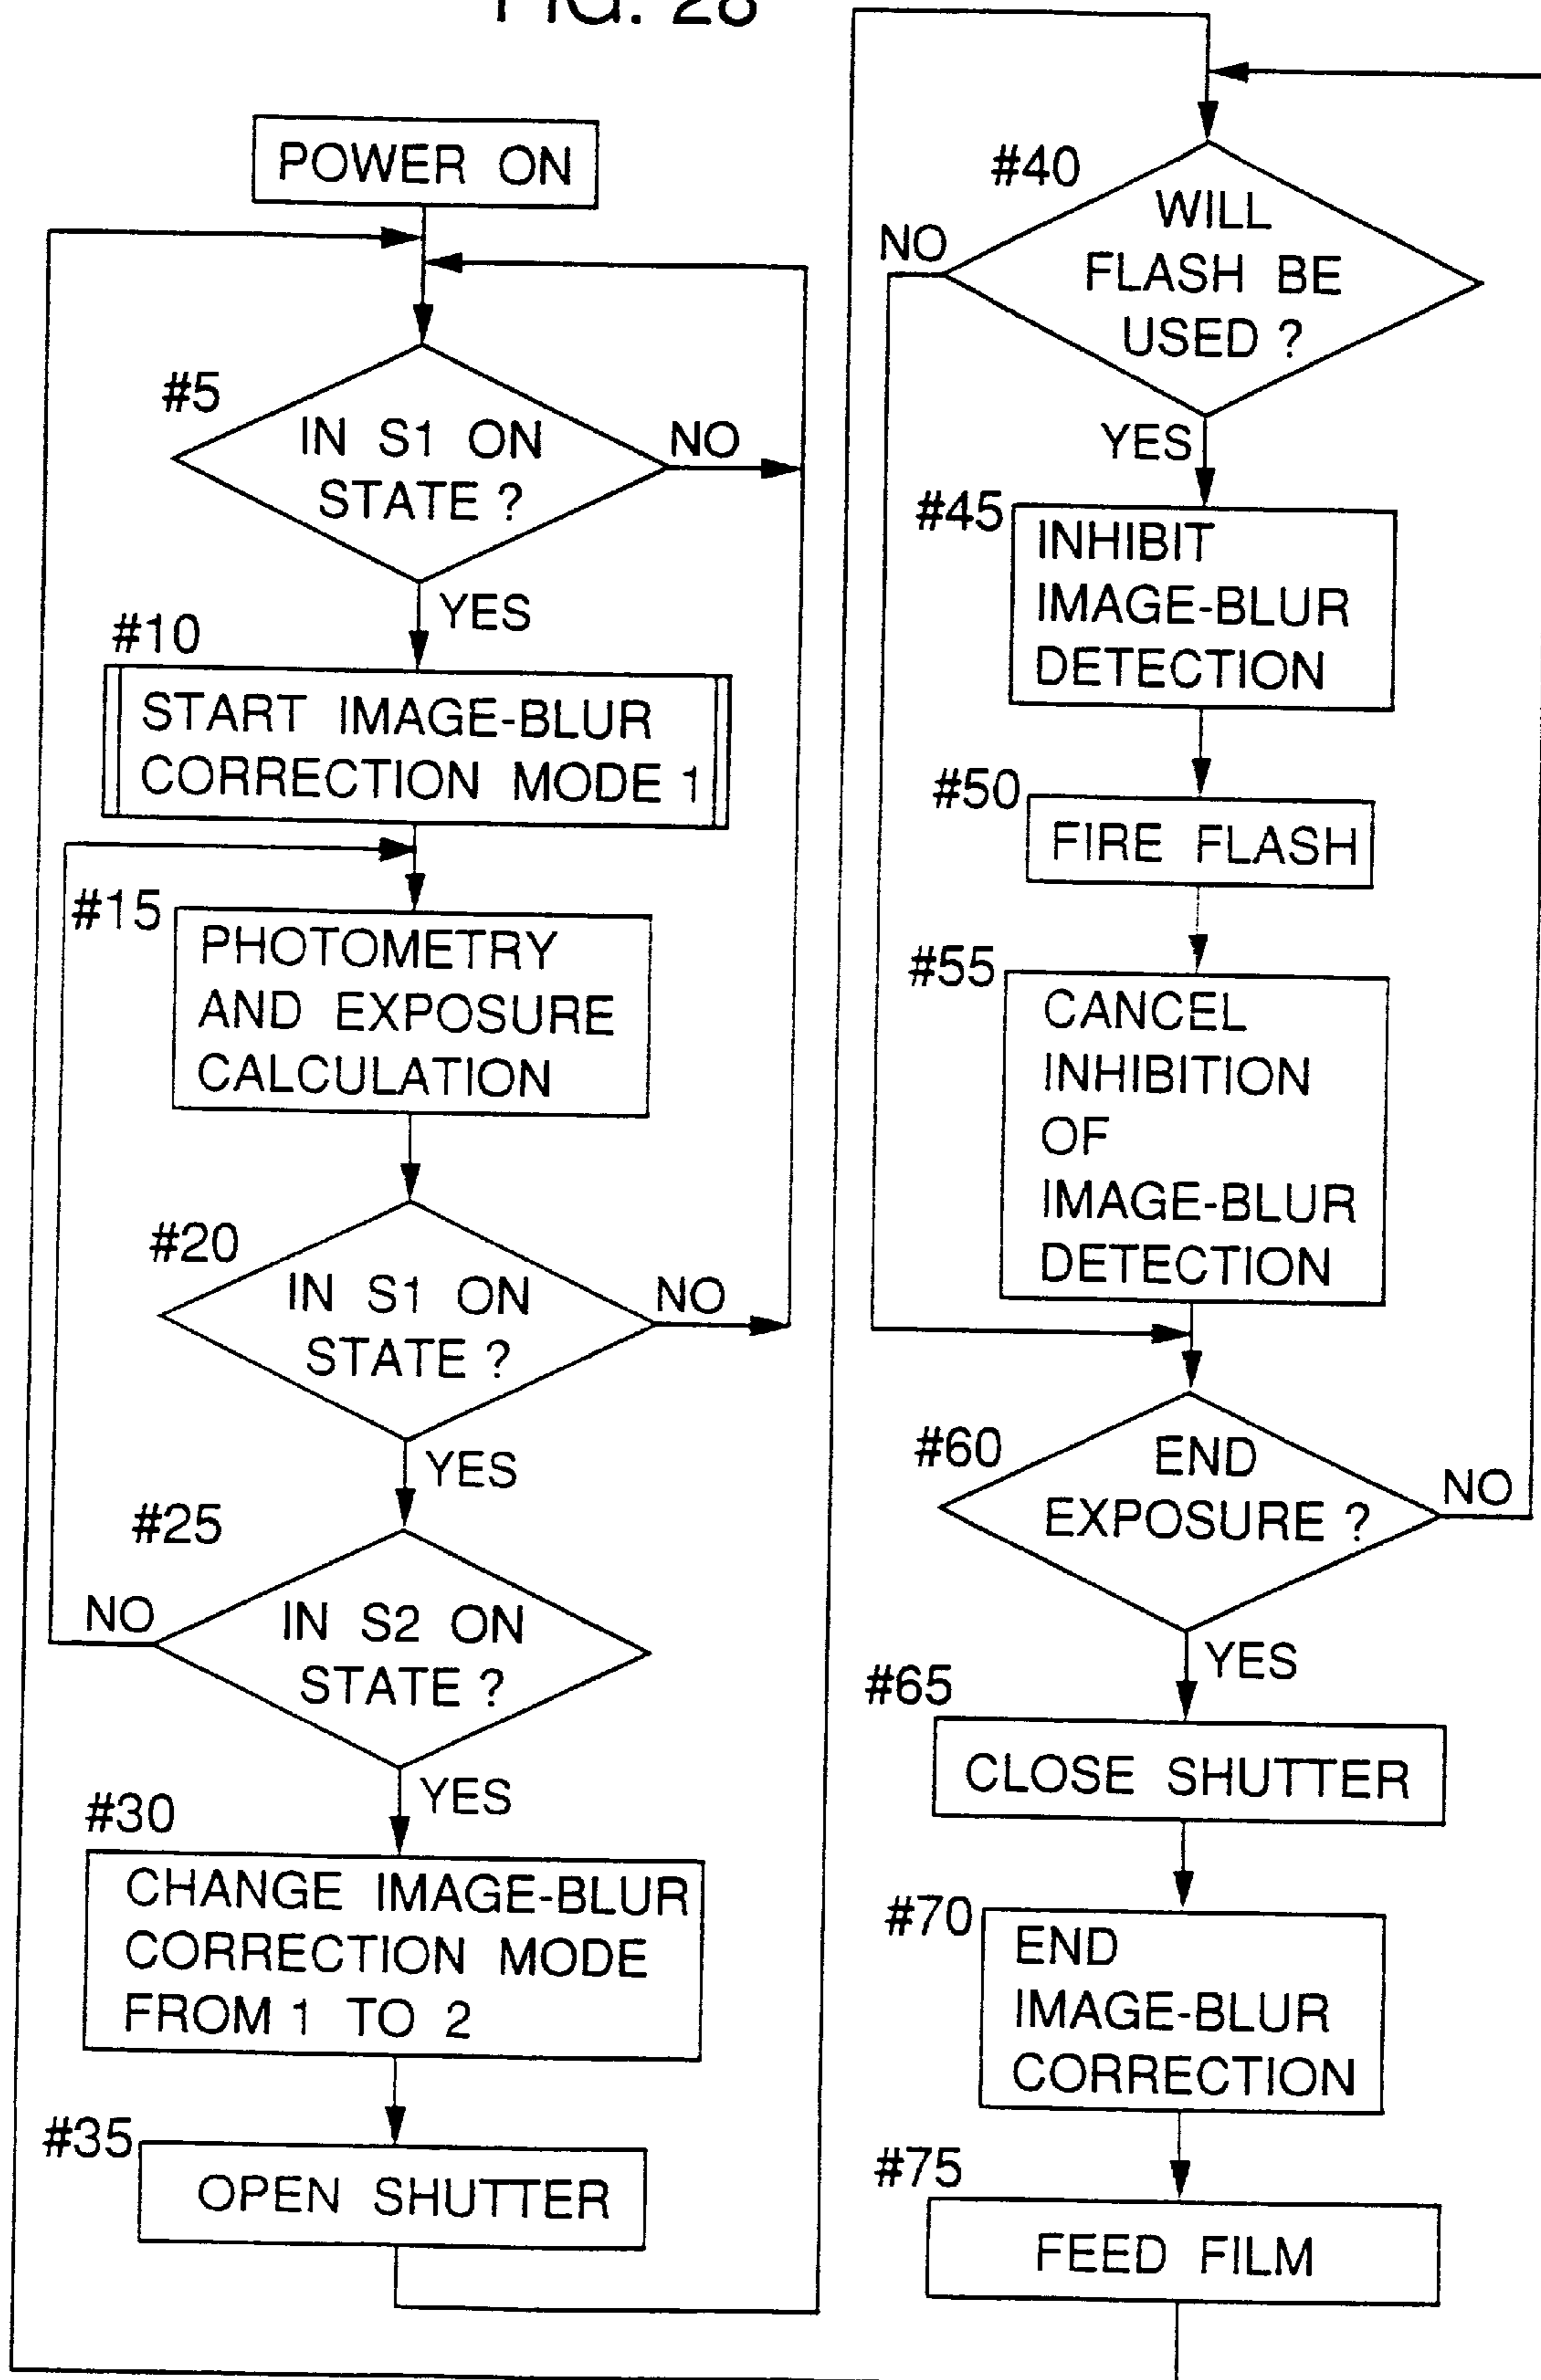 FIG. 28
POWER ON
#5
IN S1 ON
STATE ?
NO
YES
#10
START IMAGE-BLUR
CORRECTION MODE 1
#15
PHOTOMETRY
AND EXPOSURE
CALCULATION
#20
IN S1 ON
STATE ?
NO
YES
#25
NO
IN S2 ON
STATE ?
YES
#30
CHANGE IMAGE-BLUR
CORRECTION MODE
FROM 1 TO 2
#35
OPEN SHUTTER
#40
NO
WILL
FLASH BE
USED ?
YES
#45
INHIBIT
IMAGE-BLUR
DETECTION
#50
FIRE FLASH
#55
CANCEL
INHIBITION
OF
IMAGE-BLUR
DETECTION
#60
END
EXPOSURE ?
NO
YES
#65
CLOSE SHUTTER
#70
END
IMAGE-BLUR
CORRECTION
#75
FEED FILM